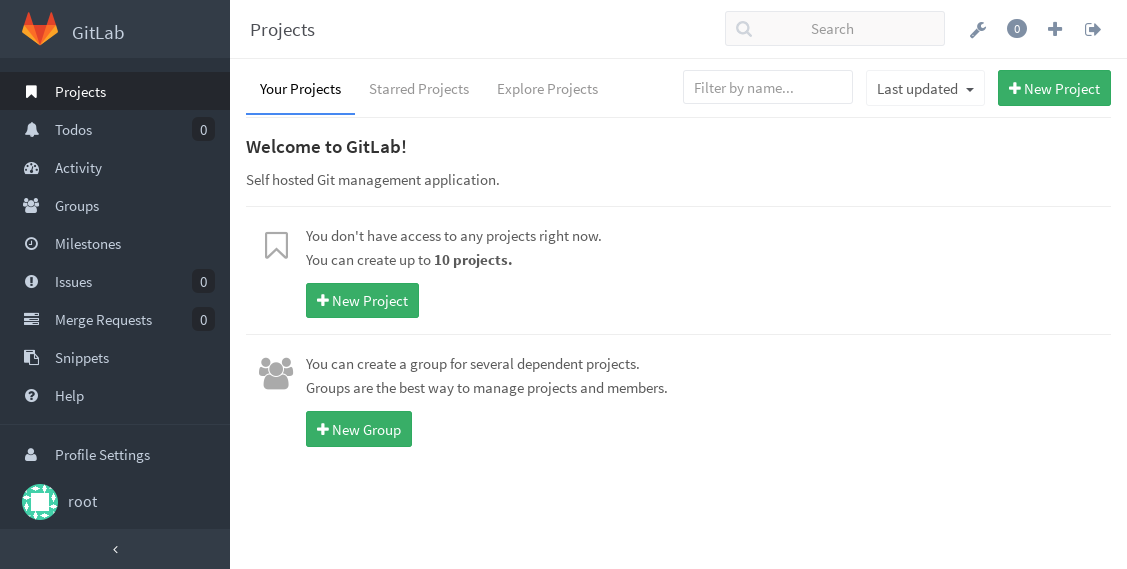 GitLab
Projects
Todos 0
Activity
Groups
Milestones
Issues 0
Merge Requests 0
Snippets
Help
Profile Settings
root
Projects
Search
0
Your Projects Starred Projects Explore Projects
Filter by name...
Last updated
New Project
Welcome to GitLab!
Self hosted Git management application.
You don't have access to any projects right now.
You can create up to 10 projects.
New Project
You can create a group for several dependent projects.
Groups are the best way to manage projects and members.
New Group